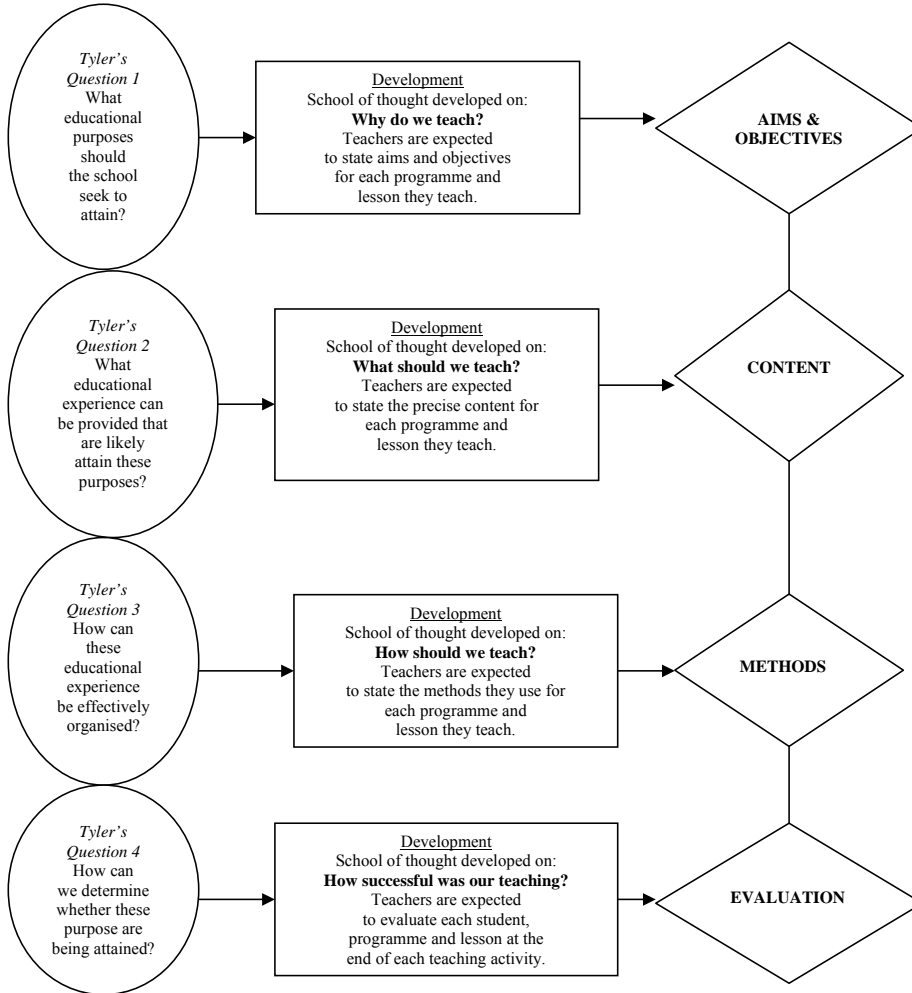 Tyler's
Question 1
What
educational
purposes
should
the school
seek to
attain?
Development
School of thought developed on:
Why do we teach?
Teachers are expected
to state aims and objectives
for each programme and
lesson they teach.
AIMS &
OBJECTIVES
Tyler's
Question 2
What
educational
experience can
be provided that
are likely
attain these
purposes?
Development
School of thought developed on:
What should we teach?
Teachers are expected
to state the precise content for
each programme and
lesson they teach.
CONTENT
Tyler's
Question 3
How can
these
educational
experience
be effectively
organised?
Development
School of thought developed on:
How should we teach?
Teachers are expected
to state the methods they use for
each programme and
lesson they teach.
METHODS
Tyler's
Question 4
How can
we determine
whether these
purpose are
being attained?
Development
School of thought developed on:
How successful was our teaching?
Teachers are expected
to evaluate each student,
programme and lesson at the
end of each teaching activity.
EVALUATION